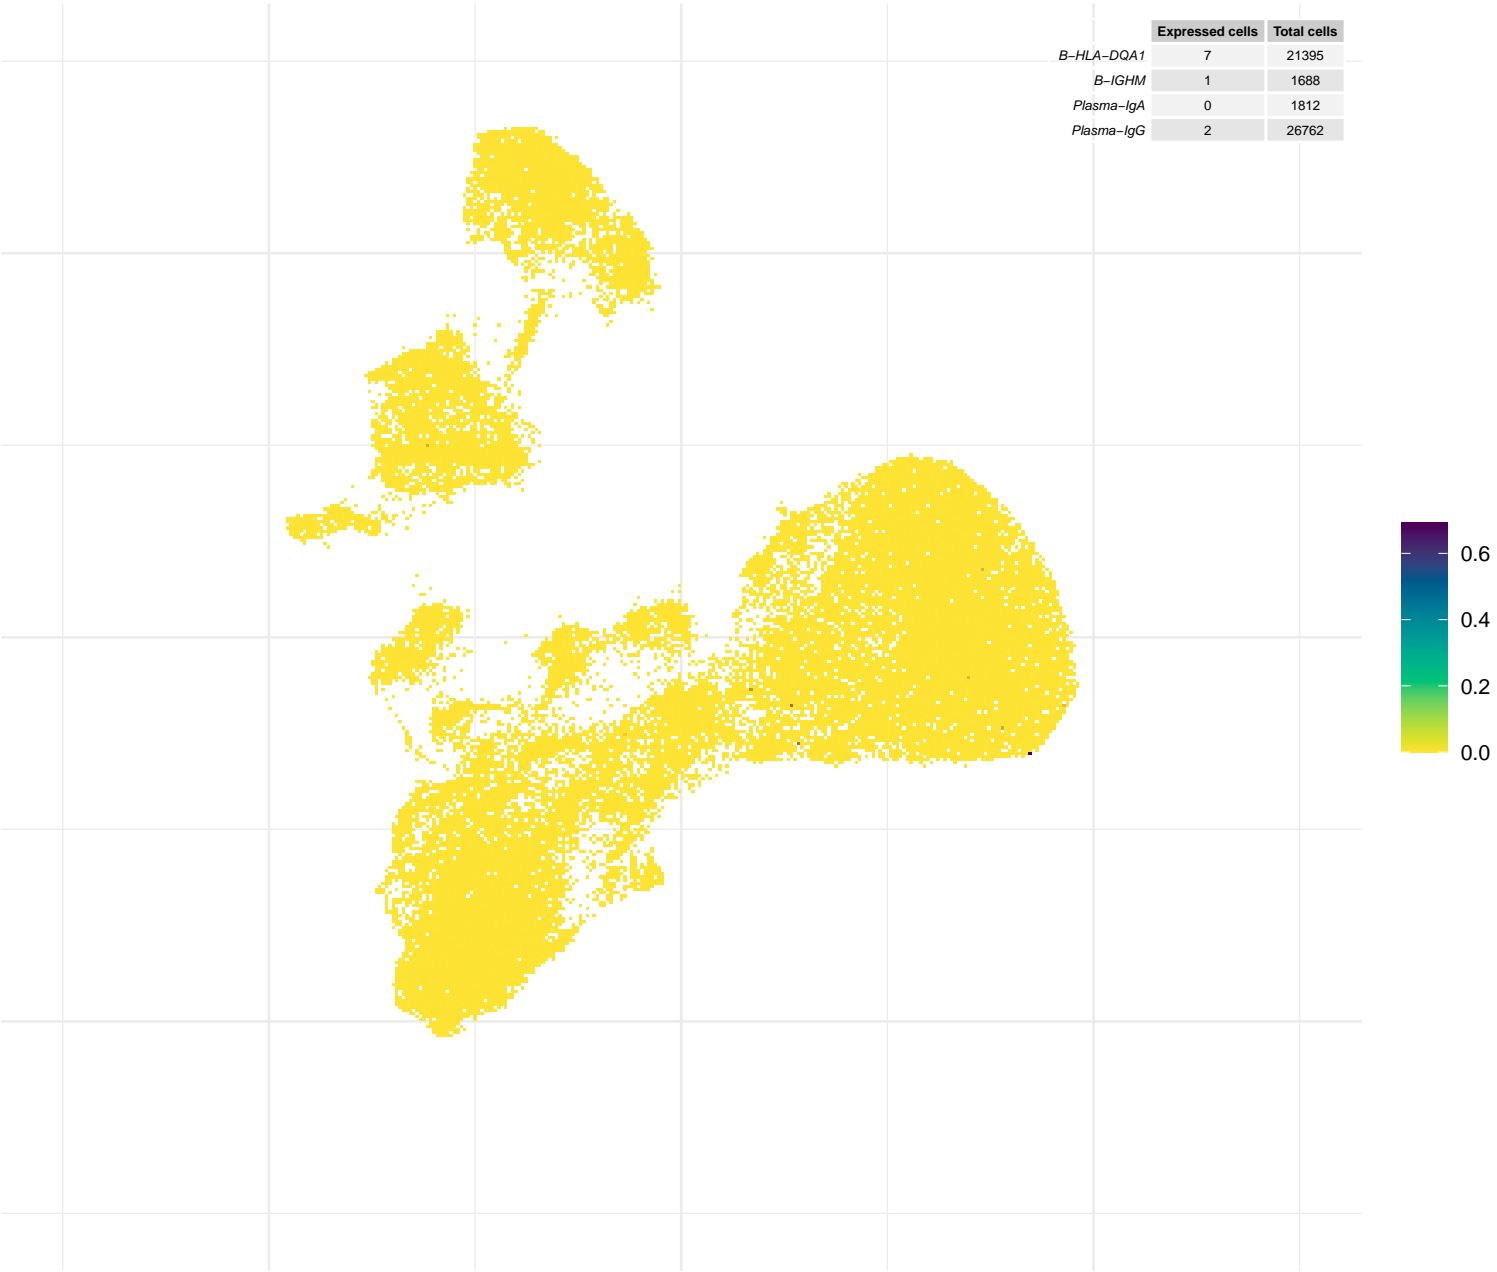 Expressed cells Total cells
B−HLA−DQA1 7 21395
B−IGHM 1 1688
Plasma−IgA 0 1812
Plasma−IgG 2 26762
0.6
0.4
0.2
0.0